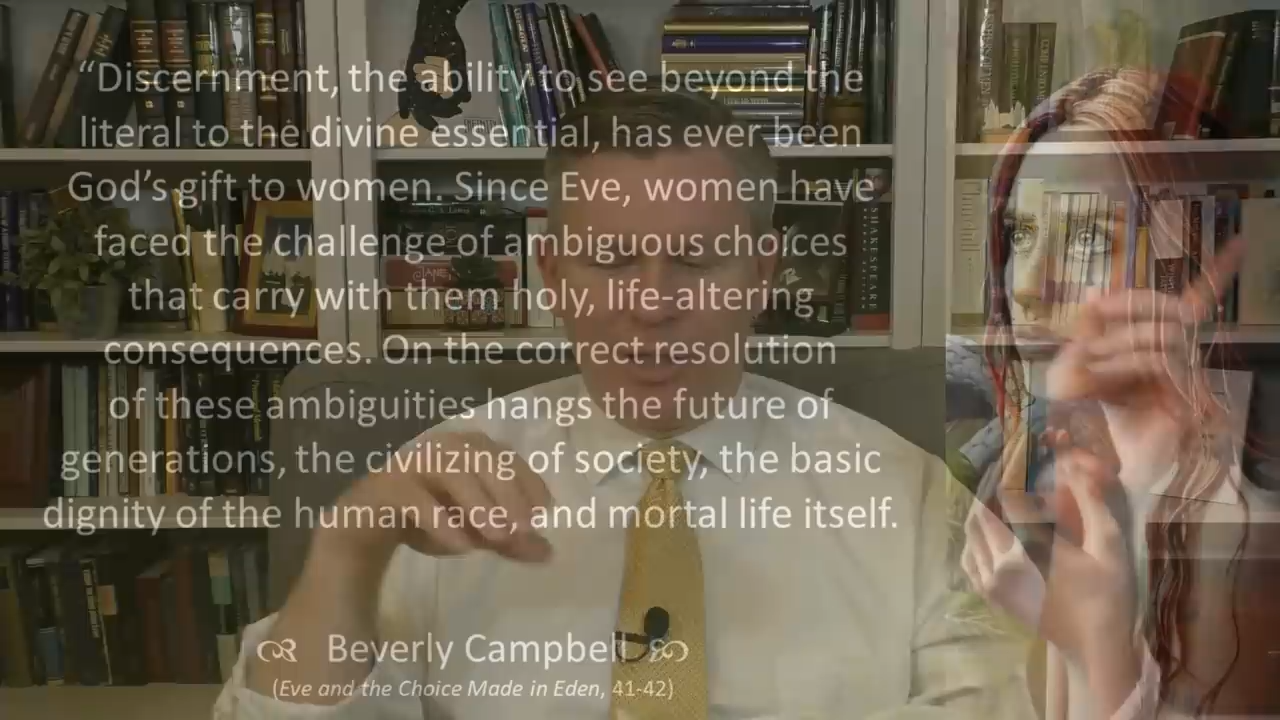 “Discernment, the ability to see beyond the
literal to the divine essential, has ever been
God’s gift to women. Since Eve, women have
faced the challenge of ambiguous choices
that carry with them holy, life-altering
consequences. On the correct resolution
of these ambiguities hangs the future of
generations, the civilizing of society, the basic
dignity of the human race, and mortal life itself.
Beverly Campbell
(Eve and the Choice Made in Eden, 41-42)
SHAKESPEARE
JANE